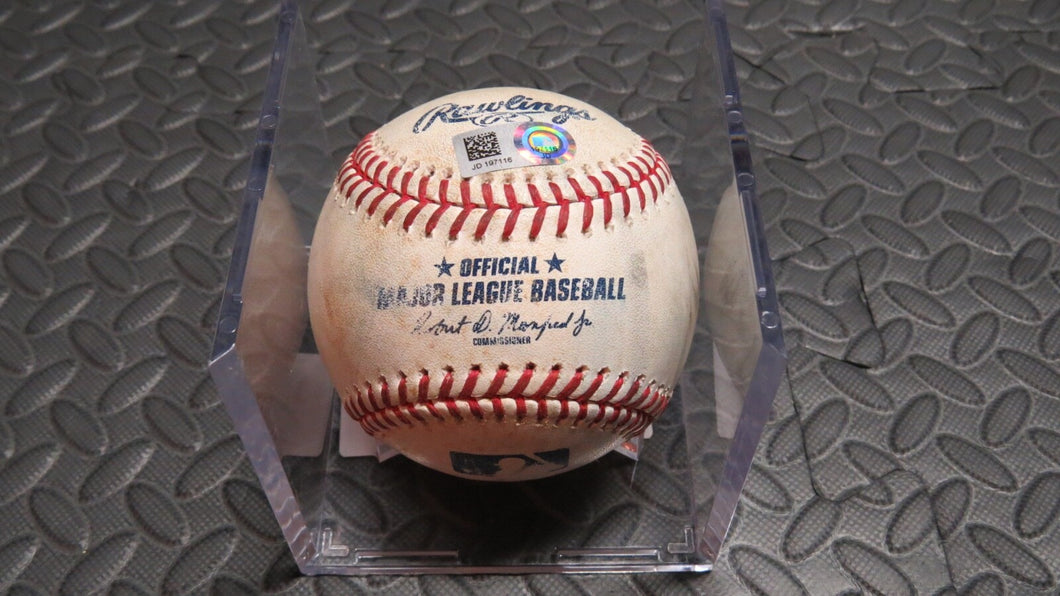 Rawlings
JD 197116
★ OFFICIAL ★
MAJOR LEAGUE BASEBALL
Robert D. Manfred Jr
COMMISSIONER